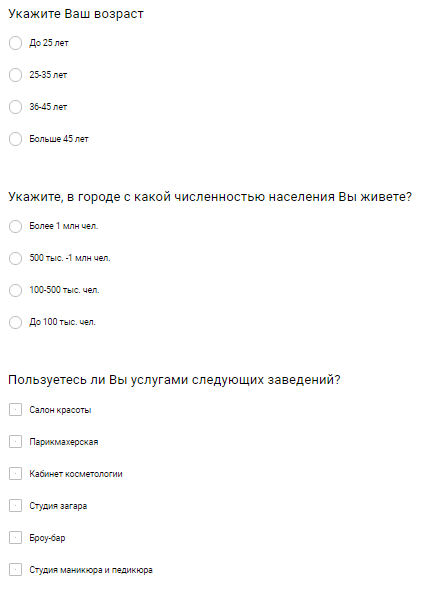 Укажите Ваш возраст
До 25 лет
25-35 лет
36-45 лет
Больше 45 лет
Укажите, в городе с какой численностью населения Вы живете?
Более 1 млн чел.
500 тыс. -1 млн чел.
100-500 тыс. чел.
До 100 тыс. чел.
Пользуетесь ли Вы услугами следующих заведений?
Салон красоты
Парикмахерская
Кабинет косметологии
Студия загара
Броу-бар
Студия маникюра и педикюра